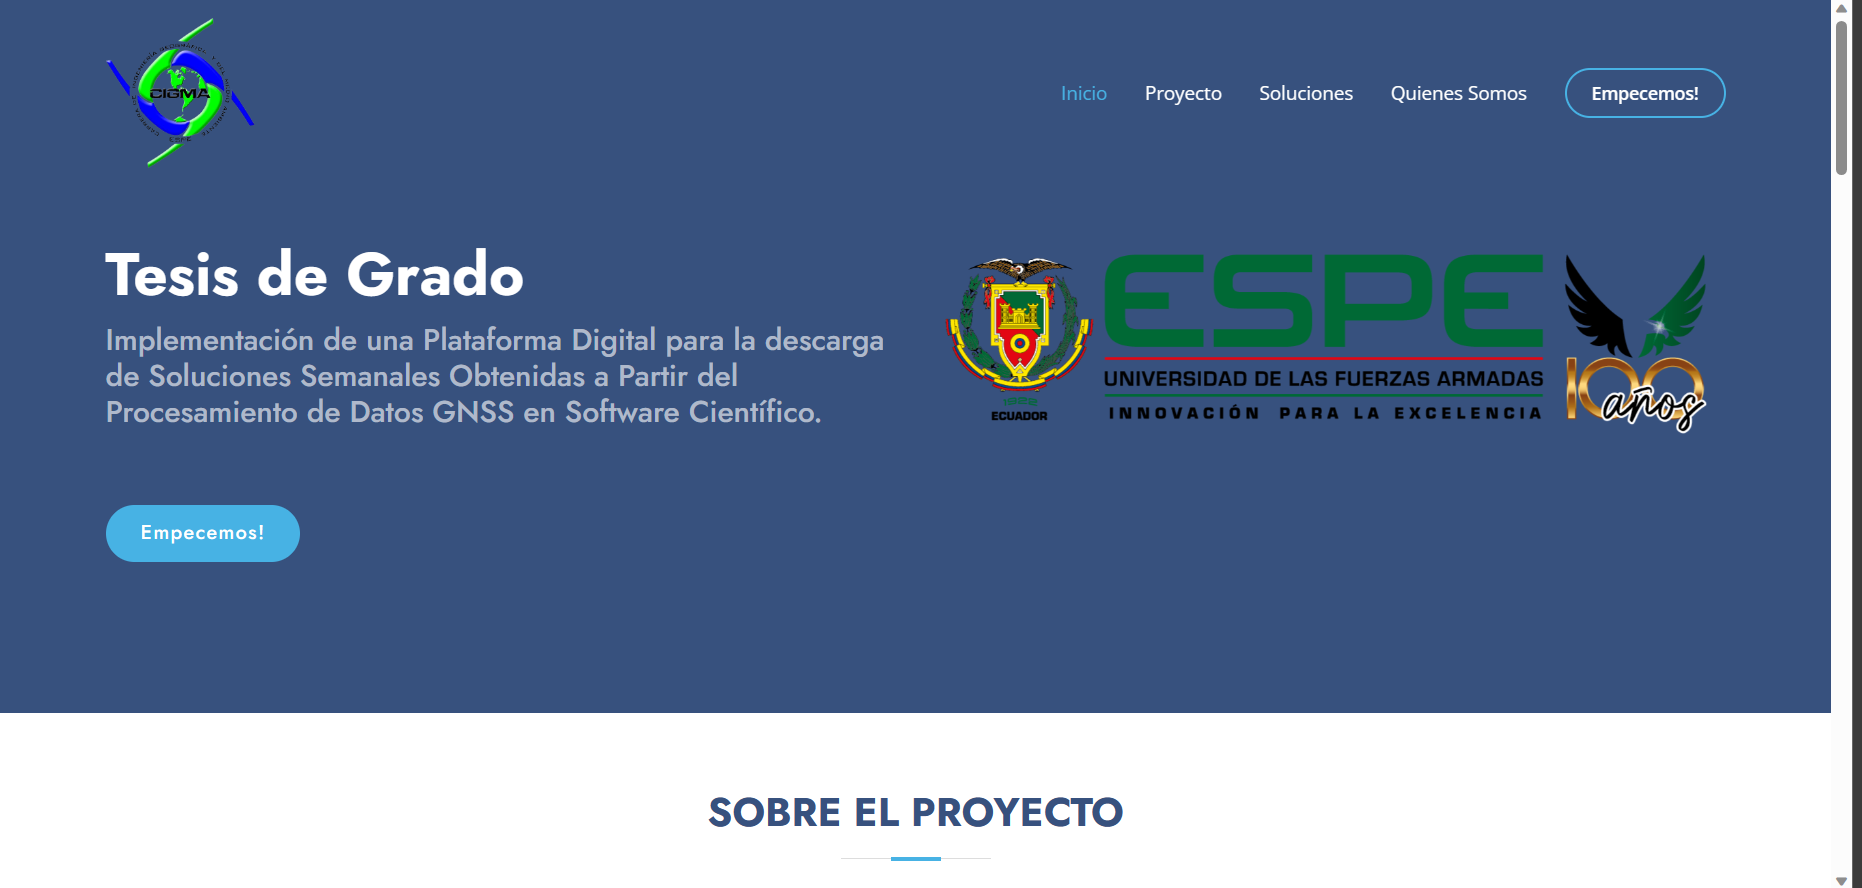 CIGMA
ESPE
Inicio
Proyecto
Soluciones
Quienes Somos
Empecemos!
Tesis de Grado
Implementación de una Plataforma Digital para la descarga
de Soluciones Semanales Obtenidas a Partir del
Procesamiento de Datos GNSS en Software Científico.
ESPE
UNIVERSIDAD DE LAS FUERZAS ARMADAS
INNOVACIÓN PARA LA EXCELENCIA
ECUADOR
100
años
Empecemos!
SOBRE EL PROYECTO